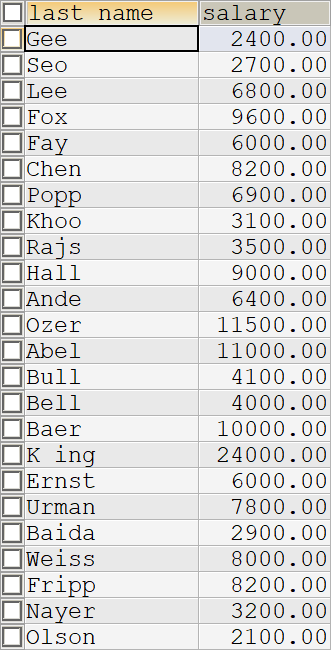 last name salary
Gee 2400.00
Seo 2700.00
Lee 6800.00
Fox 9600.00
Fay 6000.00
Chen 8200.00
Popp 6900.00
Khoo 3100.00
Rajs 3500.00
Hall 9000.00
Ande 6400.00
Ozer 11500.00
Abel 11000.00
Bull 4100.00
Bell 4000.00
Baer 10000.00
K ing 24000.00
Ernst 6000.00
Urman 7800.00
Baida 2900.00
Weiss 8000.00
Fripp 8200.00
Nayer 3200.00
Olson 2100.00